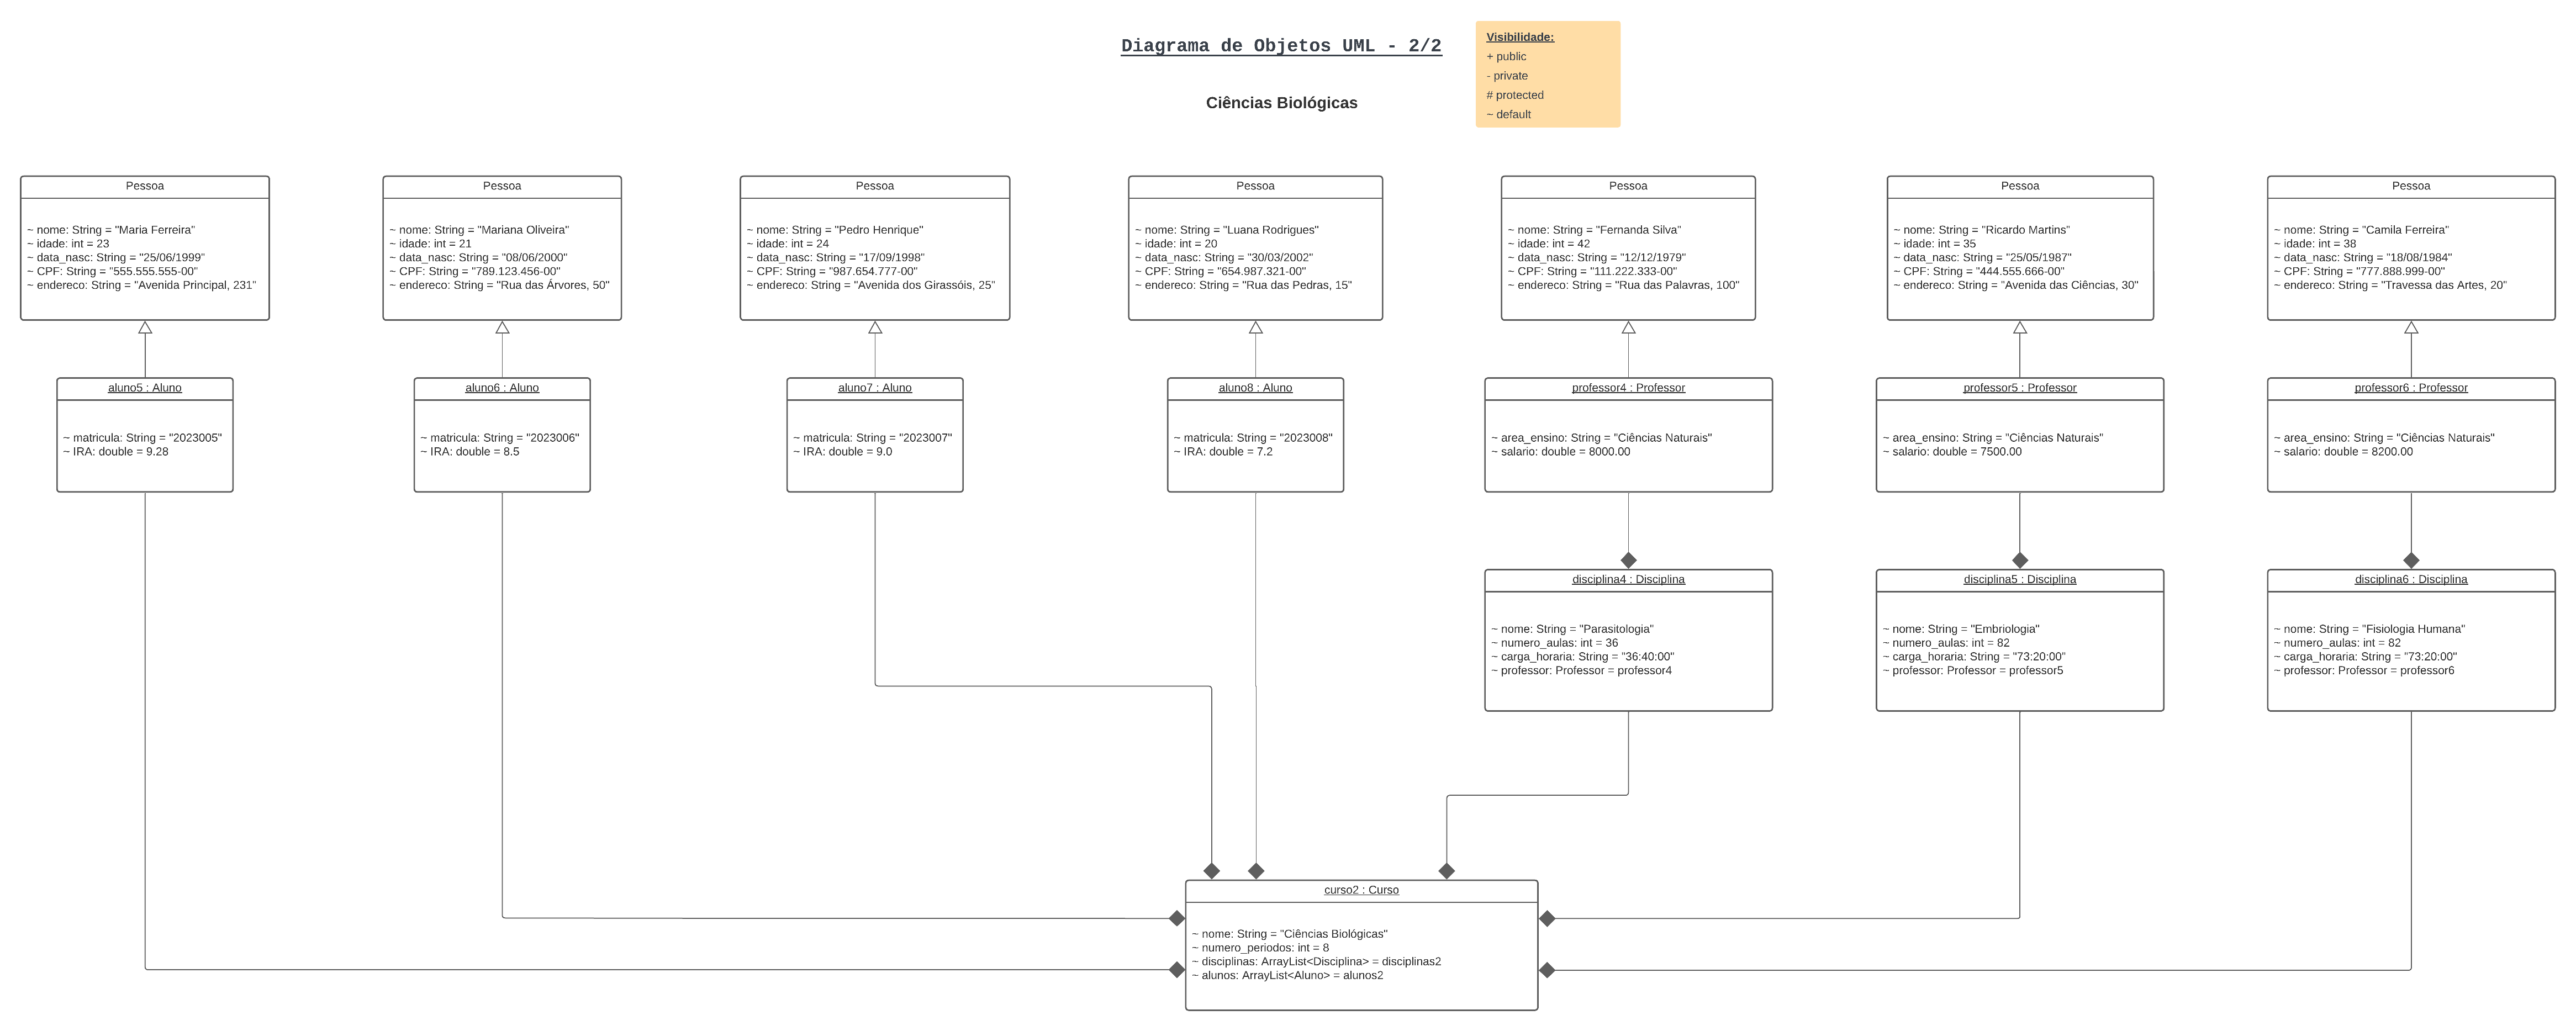 Diagrama de Objetos UML - 2/2
Ciências Biológicas
Visibilidade:
+ public
- private
# protected
~ default
Pessoa
~ nome: String = "Maria Ferreira"
~ idade: int = 23
~ data_nasc: String = "25/06/1999"
~ CPF: String = "555.555.555-00"
~ endereco: String = "Avenida Principal, 231"
Pessoa
~ nome: String = "Mariana Oliveira"
~ idade: int = 21
~ data_nasc: String = "08/06/2000"
~ CPF: String = "789.123.456-00"
~ endereco: String = "Rua das Árvores, 50"
Pessoa
~ nome: String = "Pedro Henrique"
~ idade: int = 24
~ data_nasc: String = "17/09/1998"
~ CPF: String = "987.654.777-00"
~ endereco: String = "Avenida dos Girassóis, 25"
Pessoa
~ nome: String = "Luana Rodrigues"
~ idade: int = 20
~ data_nasc: String = "30/03/2002"
~ CPF: String = "654.987.321-00"
~ endereco: String = "Rua das Pedras, 15"
Pessoa
~ nome: String = "Fernanda Silva"
~ idade: int = 42
~ data_nasc: String = "12/12/1979"
~ CPF: String = "111.222.333-00"
~ endereco: String = "Rua das Palavras, 100"
Pessoa
~ nome: String = "Ricardo Martins"
~ idade: int = 35
~ data_nasc: String = "25/05/1987"
~ CPF: String = "444.555.666-00"
~ endereco: String = "Avenida das Ciências, 30"
Pessoa
~ nome: String = "Camila Ferreira"
~ idade: int = 38
~ data_nasc: String = "18/08/1984"
~ CPF: String = "777.888.999-00"
~ endereco: String = "Travessa das Artes, 20"
aluno5 : Aluno
~ matricula: String = "2023005"
~ IRA: double = 9.28
aluno6 : Aluno
~ matricula: String = "2023006"
~ IRA: double = 8.5
aluno7 : Aluno
~ matricula: String = "2023007"
~ IRA: double = 9.0
aluno8 : Aluno
~ matricula: String = "2023008"
~ IRA: double = 7.2
professor4 : Professor
~ area_ensino: String = "Ciências Naturais"
~ salario: double = 8000.00
professor5 : Professor
~ area_ensino: String = "Ciências Naturais"
~ salario: double = 7500.00
professor6 : Professor
~ area_ensino: String = "Ciências Naturais"
~ salario: double = 8200.00
disciplina4 : Disciplina
~ nome: String = "Parasitologia"
~ numero_aulas: int = 36
~ carga_horaria: String = "36:40:00"
~ professor: Professor = professor4
disciplina5 : Disciplina
~ nome: String = "Embriologia"
~ numero_aulas: int = 82
~ carga_horaria: String = "73:20:00"
~ professor: Professor = professor5
disciplina6 : Disciplina
~ nome: String = "Fisiologia Humana"
~ numero_aulas: int = 82
~ carga_horaria: String = "73:20:00"
~ professor: Professor = professor6
curso2 : Curso
~ nome: String = "Ciências Biológicas"
~ numero_periodos: int = 8
~ disciplinas: ArrayList<Disciplina> = disciplinas2
~ alunos: ArrayList<Aluno> = alunos2